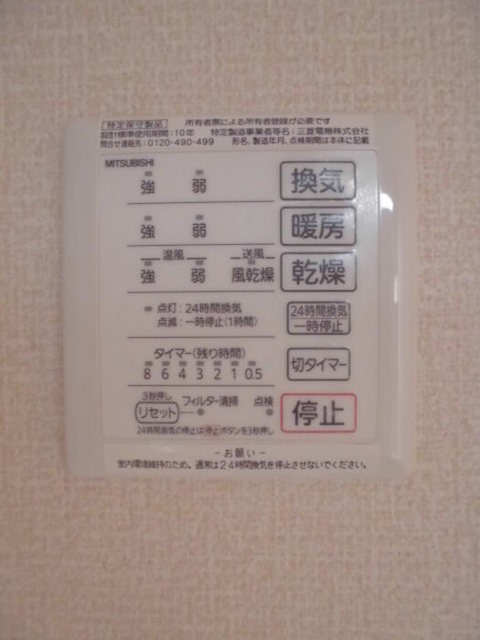 特定保守製品 所有者票による所有者登録が必要です
設計標準使用期間:10年 特定製造事業者等名:三菱電機株式会社
問合せ連絡先:0120-490-499 形名、製造年月、点検期間は本体に記載
MITSUBISHI
強 弱 換気
強 弱 暖房
温風 送風
強 弱 風乾燥 乾燥
点灯:24時間換気
点滅:一時停止(1時間)
24時間換気
一時停止
タイマー(残り時間)
8 6 4 3 2 1 0.5
切タイマー
3秒押し
リセット フィルター清掃 点検
停止
24時間換気の停止は停止ボタンを3秒押し
-お願い-
室内環境維持のため、通常は24時間換気を停止させないでください。